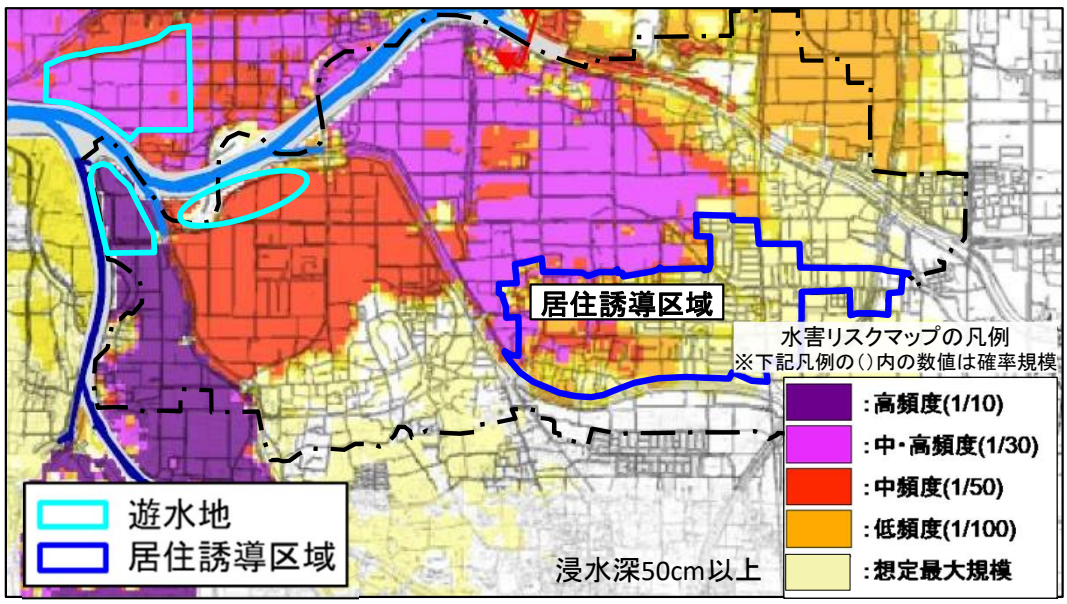 居住誘導区域
水害リスクマップの凡例
※下記凡例の()内の数値は確率規模
:高頻度(1/10)
:中・高頻度(1/30)
:中頻度(1/50)
:低頻度(1/100)
:想定最大規模
遊水地
居住誘導区域
浸水深50cm以上